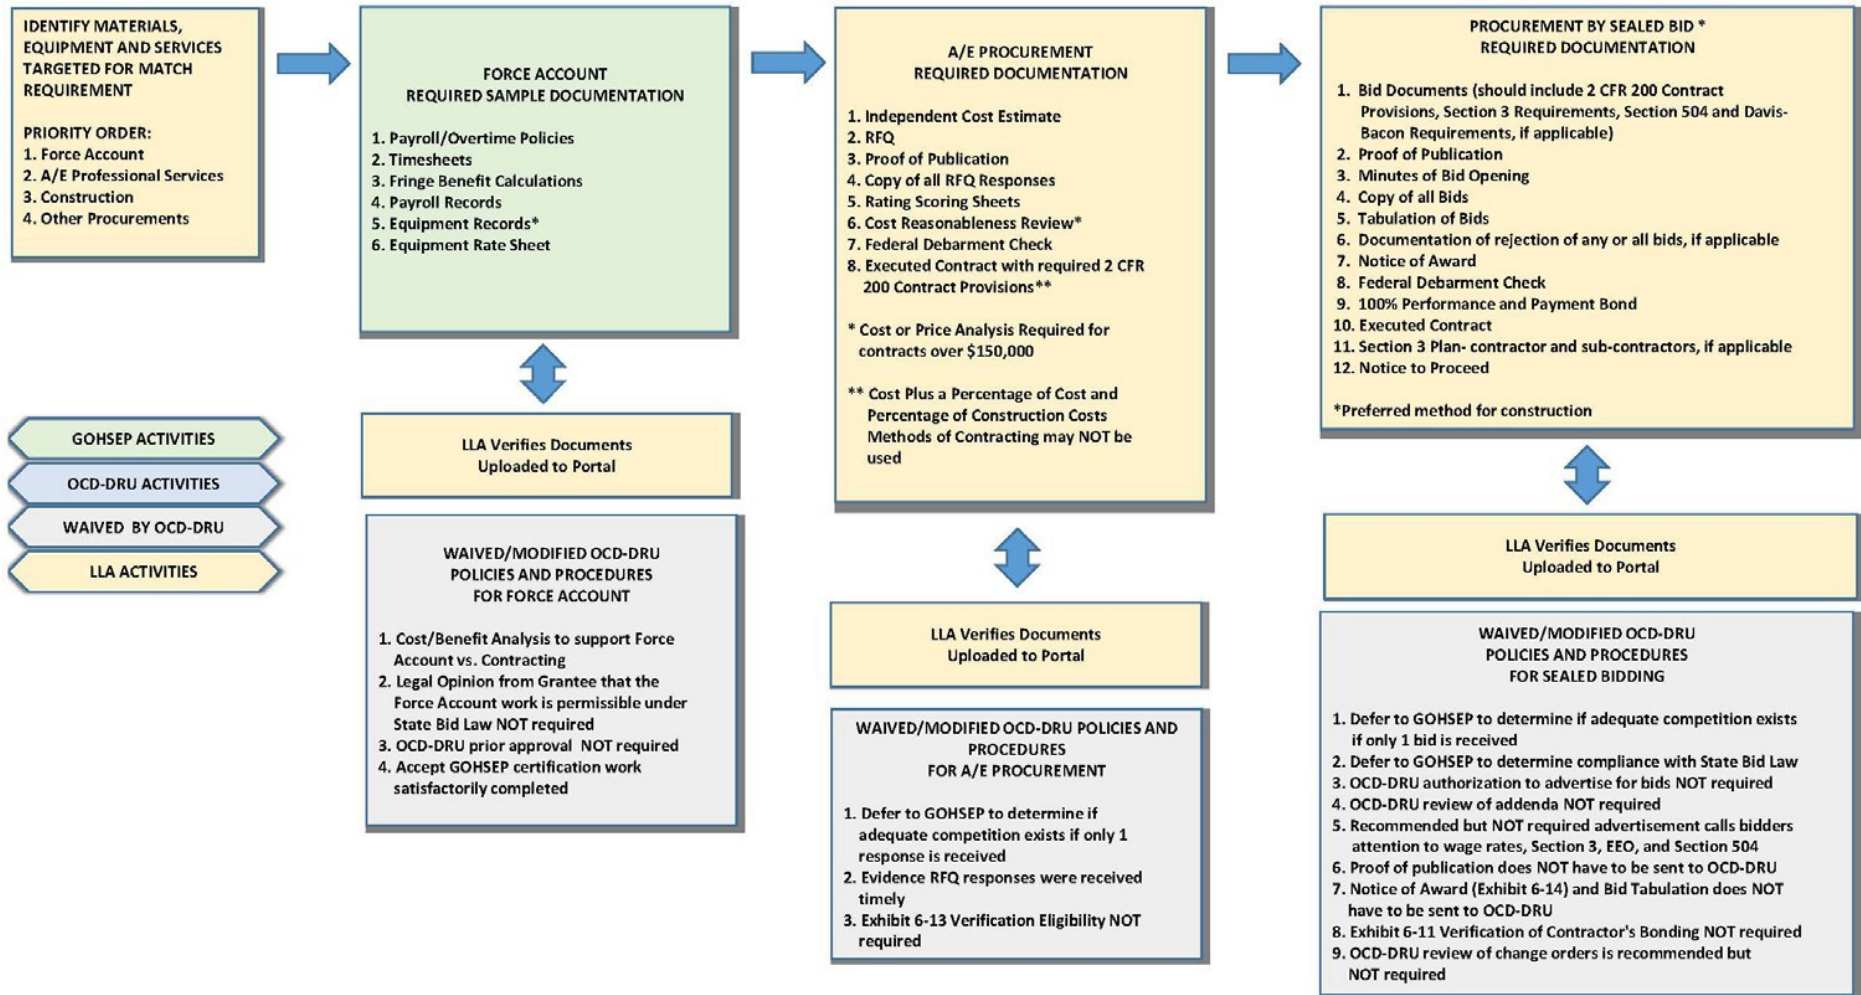 IDENTIFY MATERIALS,
EQUIPMENT AND SERVICES
TARGETED FOR MATCH
REQUIREMENT
PRIORITY ORDER:
1. Force Account
2. A/E Professional Services
3. Construction
4. Other Procurements
FORCE ACCOUNT
REQUIRED SAMPLE DOCUMENTATION
1. Payroll/Overtime Policies
2. Timesheets
3. Fringe Benefit Calculations
4. Payroll Records
5. Equipment Records*
6. Equipment Rate Sheet
A/E PROCUREMENT
REQUIRED DOCUMENTATION
1. Independent Cost Estimate
2. RFQ
3. Proof of Publication
4. Copy of all RFQ Responses
5. Rating Scoring Sheets
6. Cost Reasonableness Review*
7. Federal Debarment Check
8. Executed Contract with required 2 CFR
200 Contract Provisions**
* Cost or Price Analysis Required for
contracts over $150,000
** Cost Plus a Percentage of Cost and
Percentage of Construction Costs
Methods of Contracting may NOT be
used
PROCUREMENT BY SEALED BID *
REQUIRED DOCUMENTATION
1. Bid Documents (should include 2 CFR 200 Contract
Provisions, Section 3 Requirements, Section 504 and Davis-
Bacon Requirements, if applicable)
2. Proof of Publication
3. Minutes of Bid Opening
4. Copy of all Bids
5. Tabulation of Bids
6. Documentation of rejection of any or all bids, if applicable
7. Notice of Award
8. Federal Debarment Check
9. 100% Performance and Payment Bond
10. Executed Contract
11. Section 3 Plan- contractor and sub-contractors, if applicable
12. Notice to Proceed
*Preferred method for construction
GOHSEP ACTIVITIES
OCD-DRU ACTIVITIES
WAIVED BY OCD-DRU
LLA ACTIVITIES
LLA Verifies Documents
Uploaded to Portal
WAIVED/MODIFIED OCD-DRU
POLICIES AND PROCEDURES
FOR FORCE ACCOUNT
1. Cost/Benefit Analysis to support Force
Account vs. Contracting
2. Legal Opinion from Grantee that the
Force Account work is permissible under
State Bid Law NOT required
3. OCD-DRU prior approval NOT required
4. Accept GOHSEP certification work
satisfactorily completed
LLA Verifies Documents
Uploaded to Portal
WAIVED/MODIFIED OCD-DRU POLICIES AND
PROCEDURES
FOR A/E PROCUREMENT
1. Defer to GOHSEP to determine if
adequate competition exists if only 1
response is received
2. Evidence RFQ responses were received
timely
3. Exhibit 6-13 Verification Eligibility NOT
required
LLA Verifies Documents
Uploaded to Portal
WAIVED/MODIFIED OCD-DRU
POLICIES AND PROCEDURES
FOR SEALED BIDDING
1. Defer to GOHSEP to determine if adequate competition exists
if only 1 bid is received
2. Defer to GOHSEP to determine compliance with State Bid Law
3. OCD-DRU authorization to advertise for bids NOT required
4. OCD-DRU review of addenda NOT required
5. Recommended but NOT required advertisement calls bidders
attention to wage rates, Section 3, EEO, and Section 504
6. Proof of publication does NOT have to be sent to OCD-DRU
7. Notice of Award (Exhibit 6-14) and Bid Tabulation does NOT
have to be sent to OCD-DRU
8. Exhibit 6-11 Verification of Contractor's Bonding NOT required
9. OCD-DRU review of change orders is recommended but
NOT required